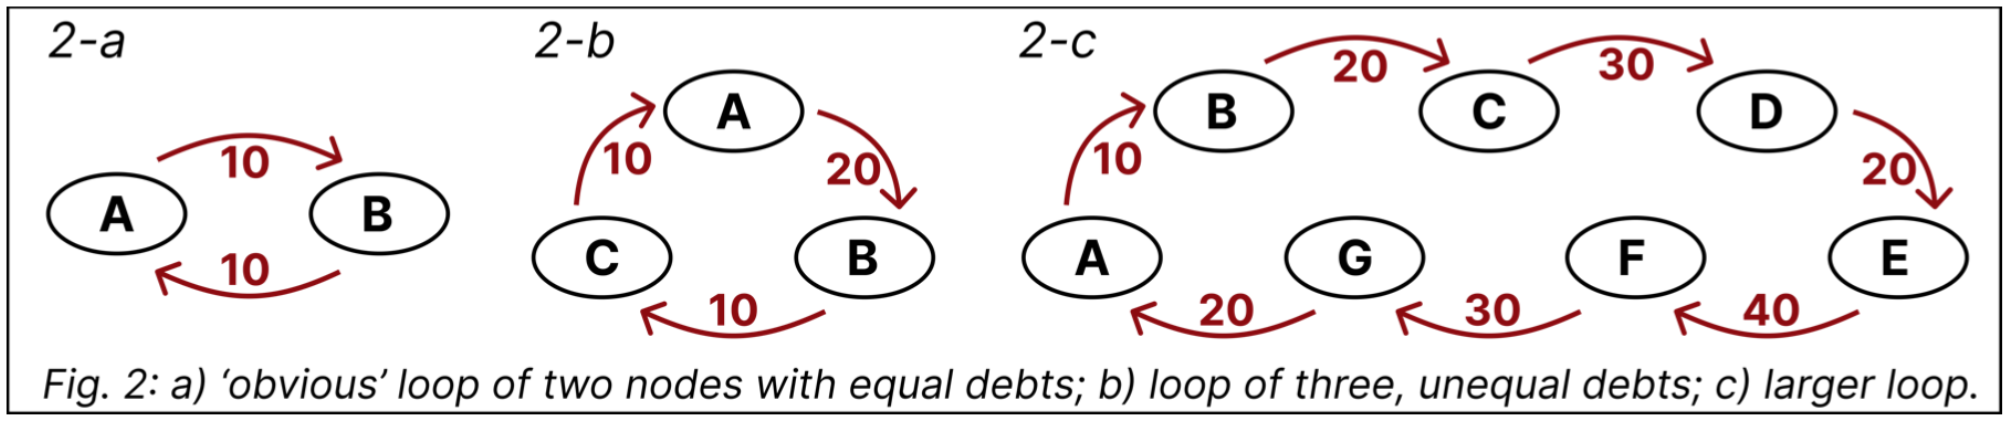 2-a
A
10
B
10
2-b
A
10
20
C
B
10
2-c
20
30
B
C
D
10
20
A
G
F
E
20
30
40
Fig. 2: a) ‘obvious’ loop of two nodes with equal debts; b) loop of three, unequal debts; c) larger loop.